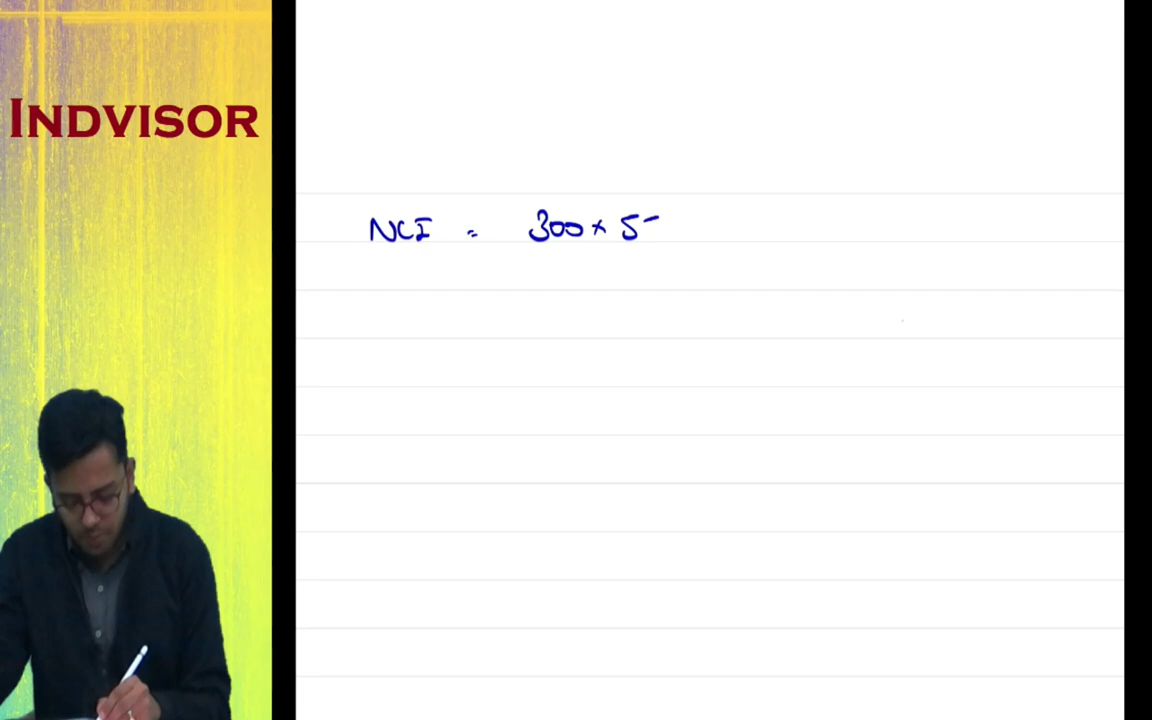 INDVISOR
NCI = 300 × 5